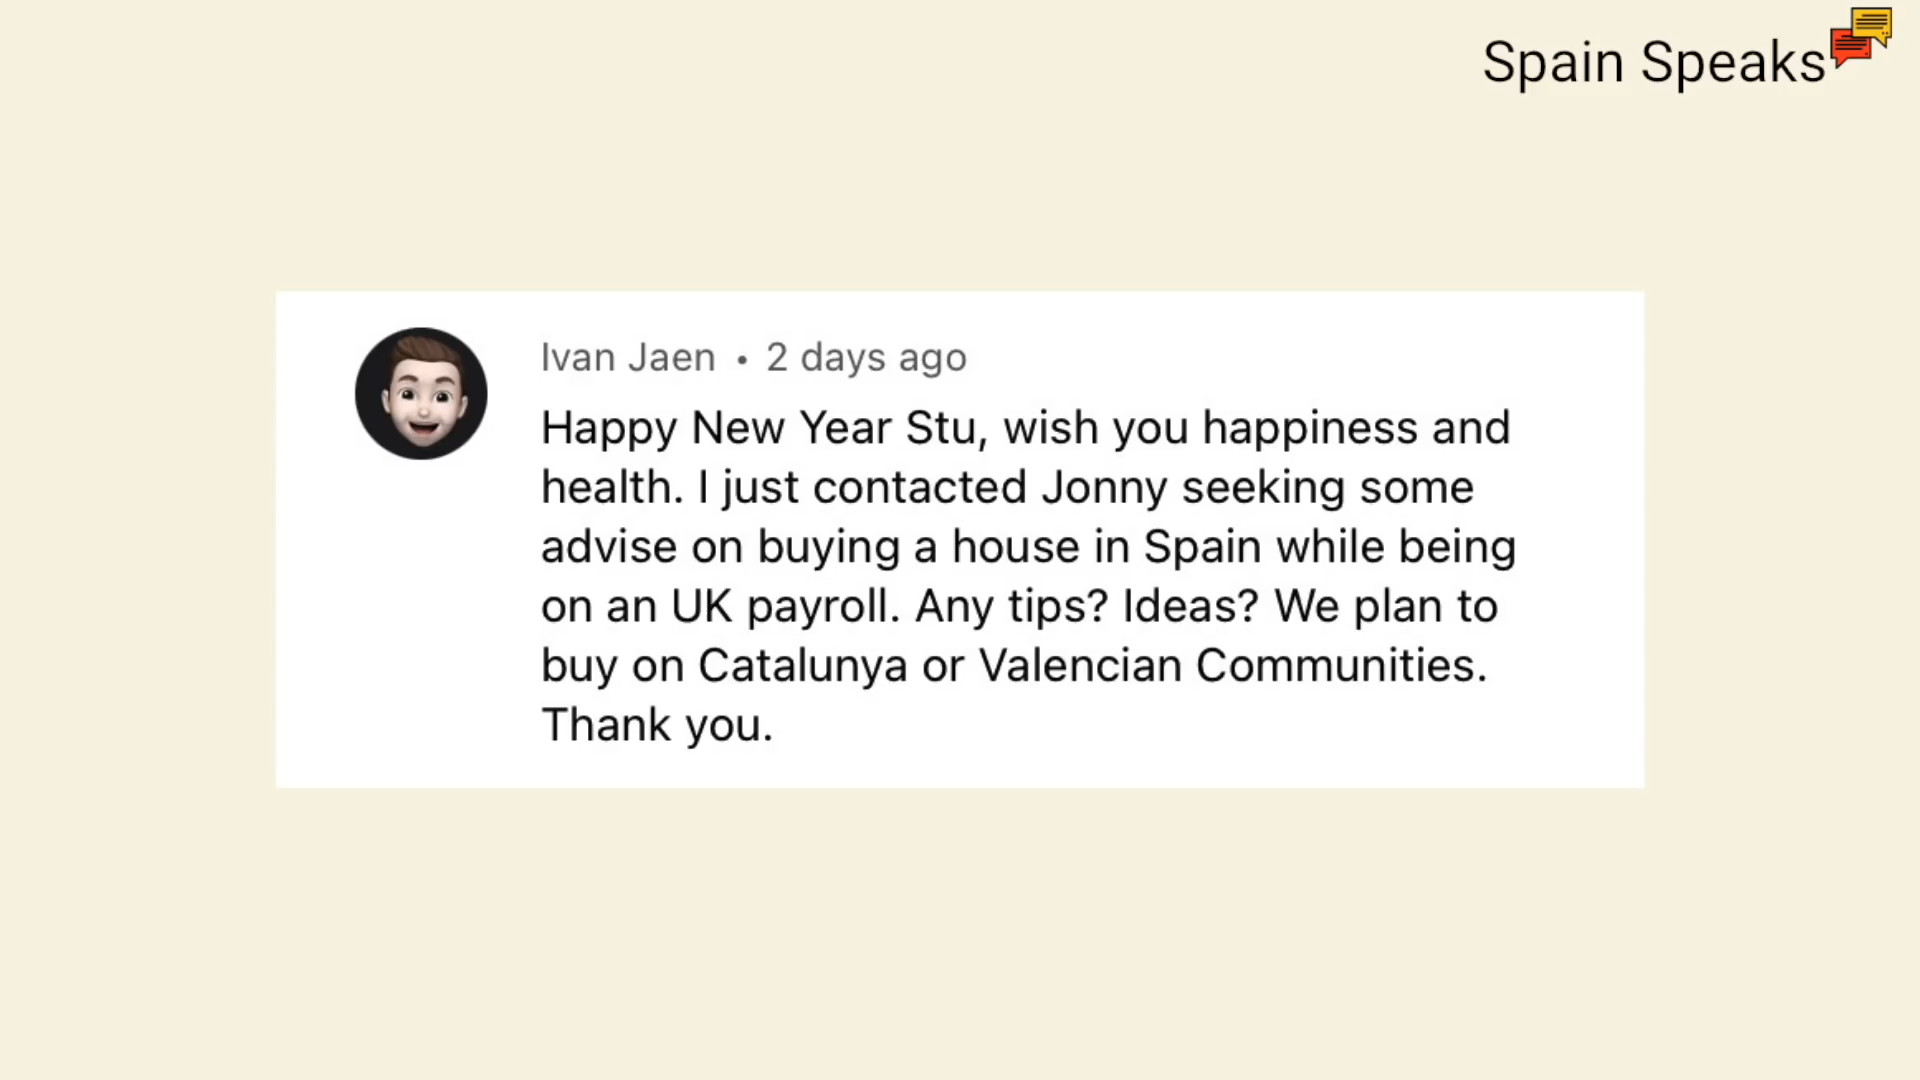 Spain Speaks
Ivan Jaen • 2 days ago
Happy New Year Stu, wish you happiness and
health. I just contacted Jonny seeking some
advise on buying a house in Spain while being
on an UK payroll. Any tips? Ideas? We plan to
buy on Catalunya or Valencian Communities.
Thank you.